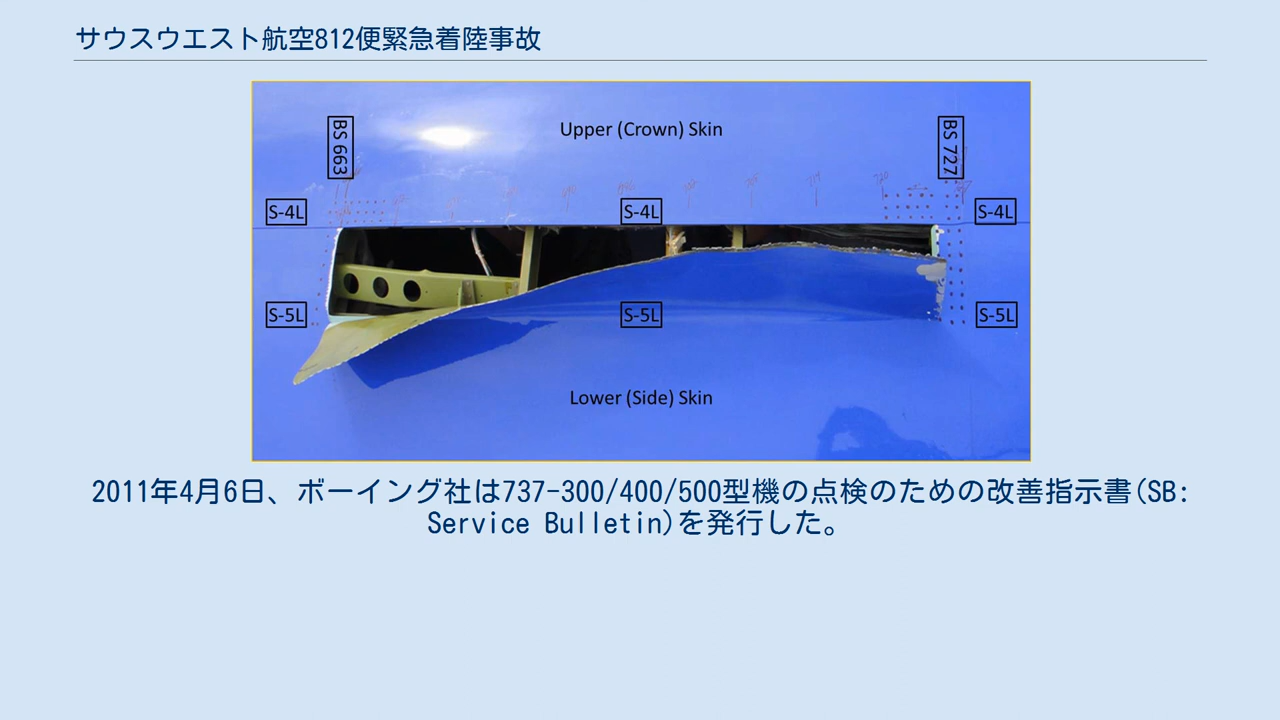 サウスウエスト航空812便緊急着陸事故
Upper (Crown) Skin
BS 663
BS 727
S-4L
S-4L
S-4L
S-5L
S-5L
S-5L
Lower (Side) Skin
2011年4月6日、ボーイング社は737-300/400/500型機の点検のための改善指示書(SB:
Service Bulletin)を発行した。